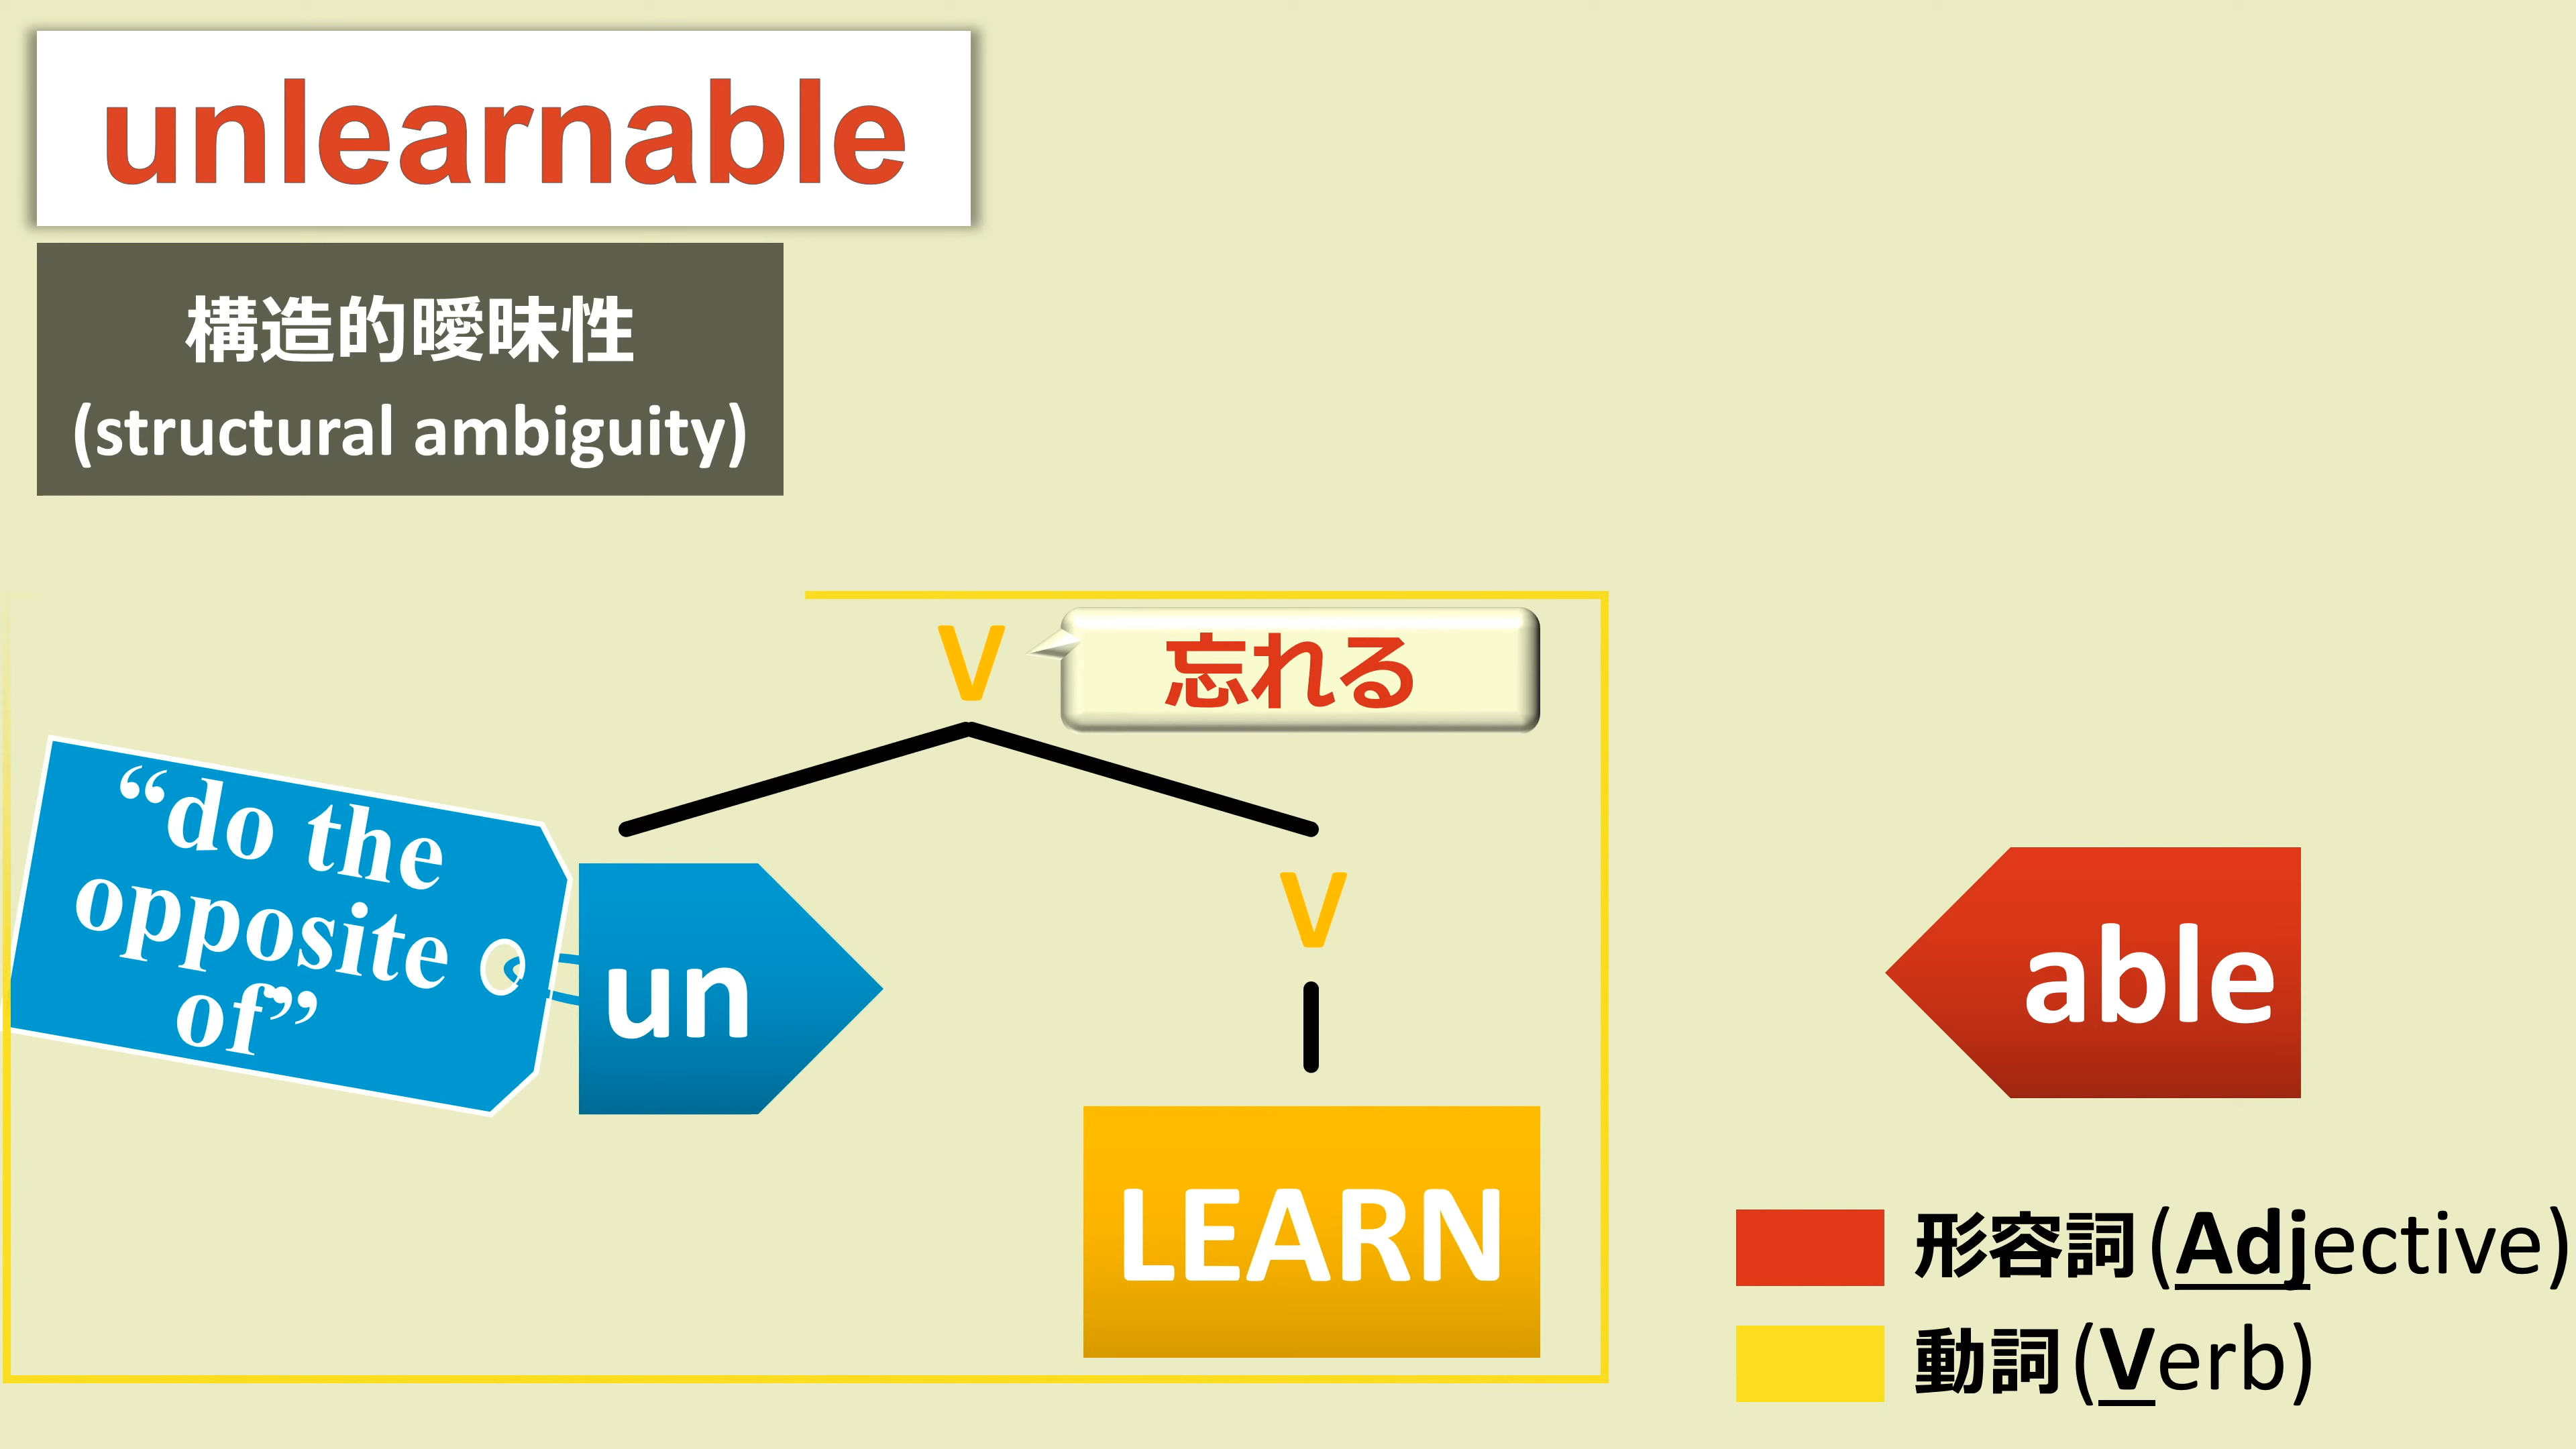 unlearnable
構造的曖昧性
(structural ambiguity)
V
忘れる
“do the
opposite
of”
un
V
able
LEARN
形容詞(Adjective)
動詞(Verb)